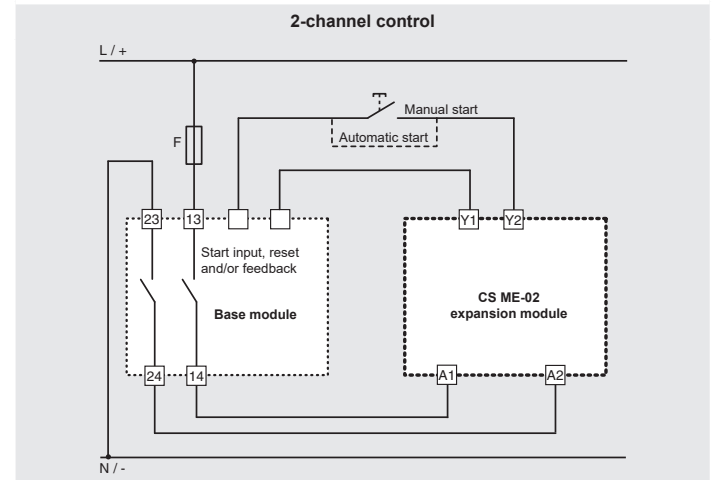 2-channel control
L / +
Manual start
Automatic start
F
23
13
Y1
Y2
Start input, reset
and/or feedback
Base module
CS ME-02
expansion module
24
14
A1
A2
N / -